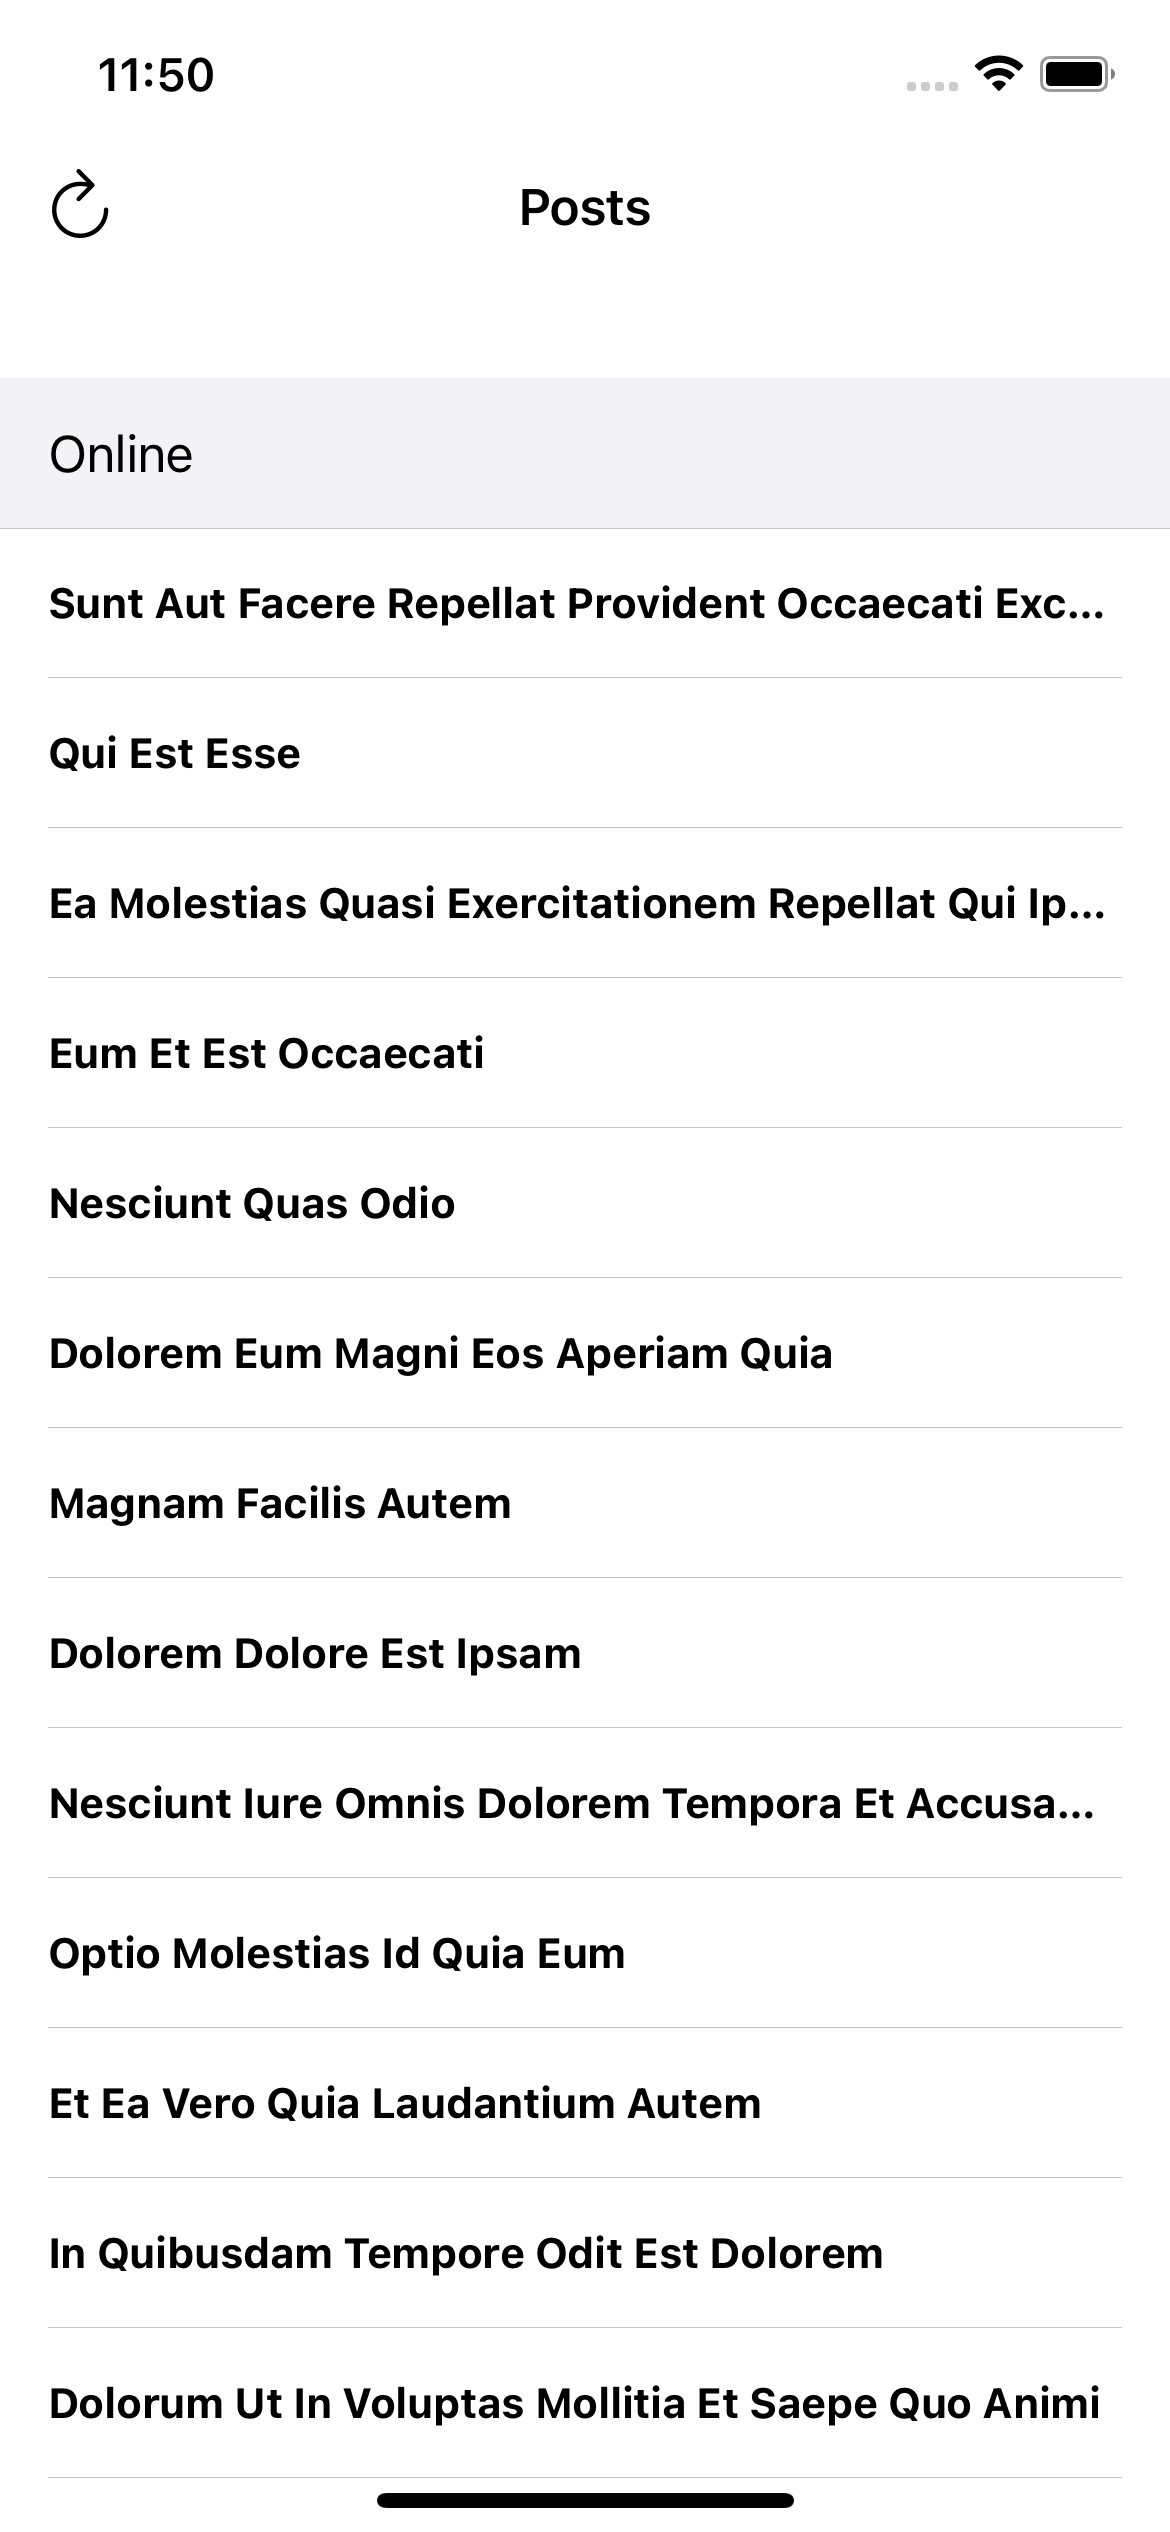 11:50
Posts
Online
Sunt Aut Facere Repellat Provident Occaecati Exc...
Qui Est Esse
Ea Molestias Quasi Exercitationem Repellat Qui Ip...
Eum Et Est Occaecati
Nesciunt Quas Odio
Dolorem Eum Magni Eos Aperiam Quia
Magnam Facilis Autem
Dolorem Dolore Est Ipsam
Nesciunt Iure Omnis Dolorem Tempora Et Accusa...
Optio Molestias Id Quia Eum
Et Ea Vero Quia Laudantium Autem
In Quibusdam Tempore Odit Est Dolorem
Dolorum Ut In Voluptas Mollitia Et Saepe Quo Animi